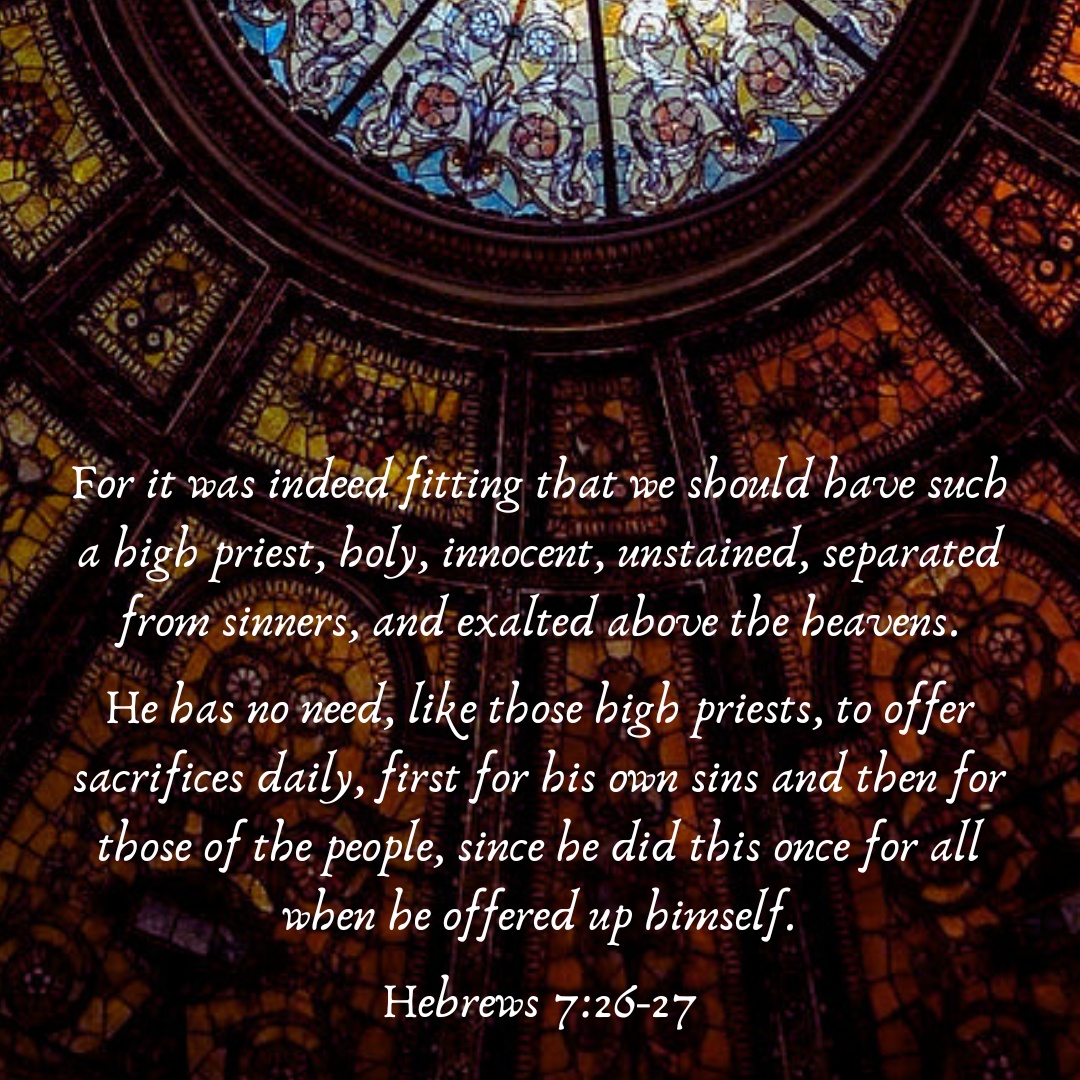 For it was indeed fitting that we should have such
a high priest, holy, innocent, unstained, separated
from sinners, and exalted above the heavens.
He has no need, like those high priests, to offer
sacrifices daily, first for his own sins and then for
those of the people, since he did this once for all
when he offered up himself.
Hebrews 7:26-27